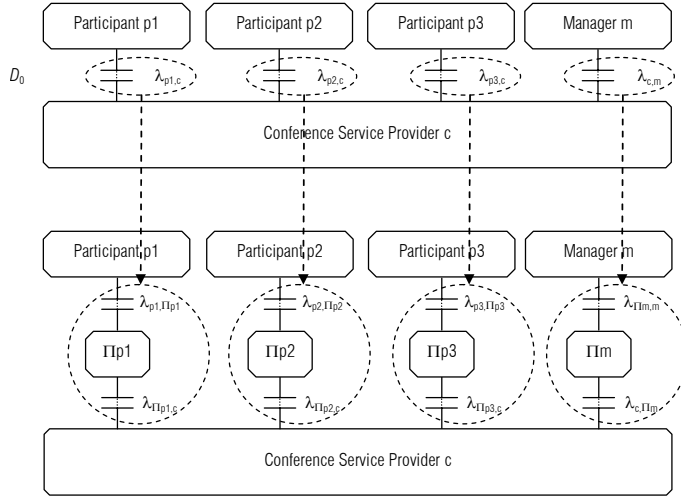 Participant p1 Participant p2 Participant p3 Manager m
D₀ λp1,c λp2,c λp3,c λc,m
Conference Service Provider c
Participant p1 Participant p2 Participant p3 Manager m
λp1,Πp1 λp2,Πp2 λp3,Πp3 λΠm,m
Πp1 Πp2 Πp3 Πm
λΠp1,c λΠp2,c λΠp3,c λc,Πm
Conference Service Provider c